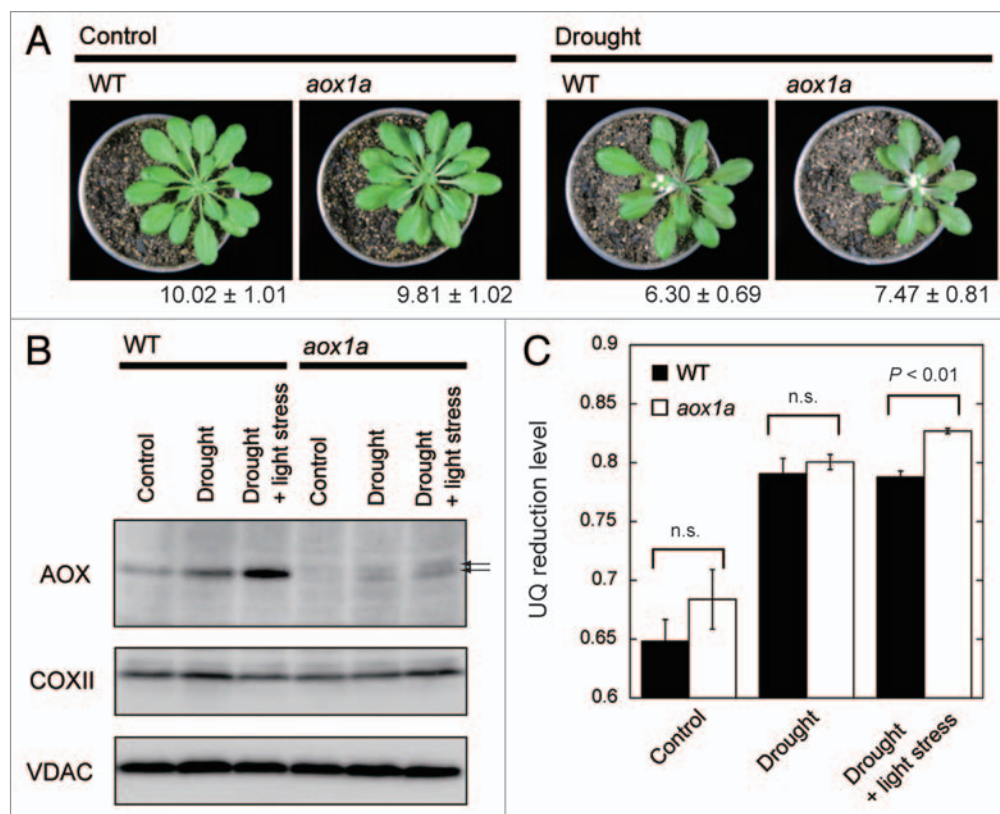 A
Control
Drought
WT
aox1a
WT
aox1a
10.02 ± 1.01
9.81 ± 1.02
6.30 ± 0.69
7.47 ± 0.81
B
WT
aox1a
Control
Drought
Drought
+ light stress
Control
Drought
Drought
+ light stress
AOX
COXII
VDAC
C
UQ reduction level
0.9
0.85
0.8
0.75
0.7
0.65
0.6
WT
aox1a
n.s.
n.s.
P < 0.01
Control
Drought
Drought
+ light stress